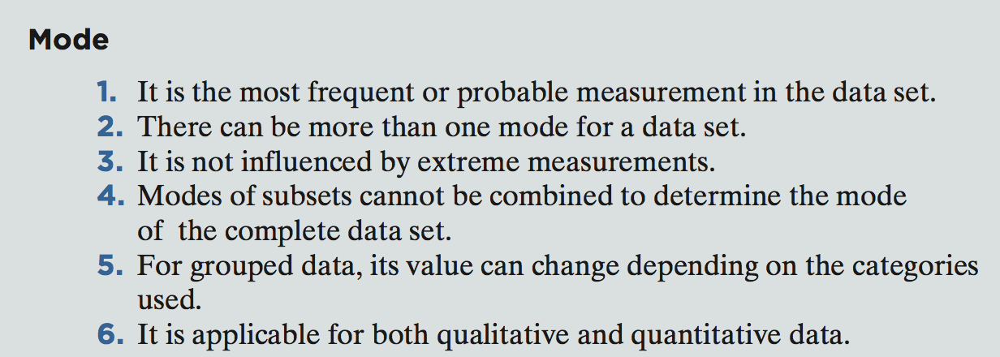 Mode
1. It is the most frequent or probable measurement in the data set.
2. There can be more than one mode for a data set.
3. It is not influenced by extreme measurements.
4. Modes of subsets cannot be combined to determine the mode
of the complete data set.
5. For grouped data, its value can change depending on the categories
used.
6. It is applicable for both qualitative and quantitative data.